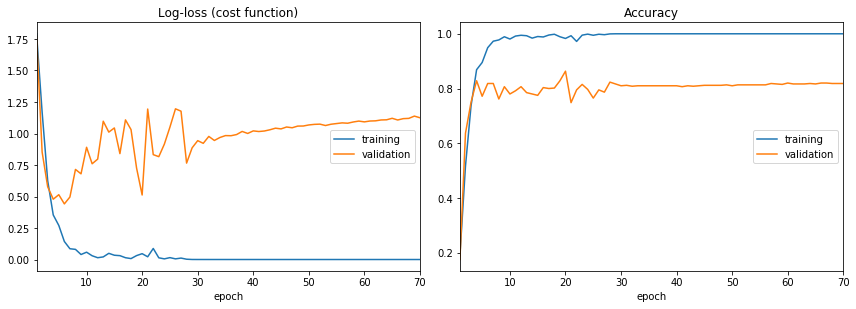 Log-loss (cost function)
1.75
1.50
1.25
1.00
0.75
0.50
0.25
0.00
10 20 30 40 50 60 70
epoch
training
validation
Accuracy
1.0
0.8
0.6
0.4
0.2
10 20 30 40 50 60 70
epoch
training
validation